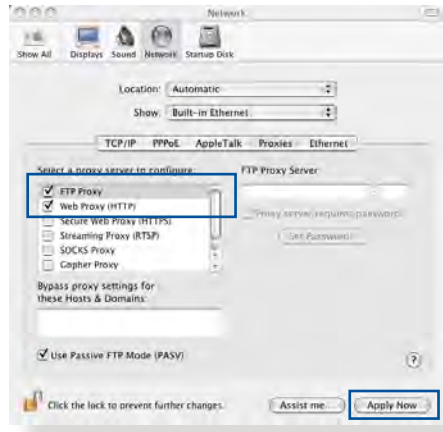 Network
Show All Displays Sound Network Startup Disk
Location: Automatic
Show: Built-in Ethernet
TCP/IP PPPoE AppleTalk Proxies Ethernet
Select a proxy server to configure: FTP Proxy Server
FTP Proxy
Web Proxy (HTTP) :
Secure Web Proxy (HTTPS) Proxy server requires password
Streaming Proxy (RTSP) Set Password
SOCKS Proxy
Gopher Proxy
Bypass proxy settings for
these Hosts & Domains:
Use Passive FTP Mode (PASV) ?
Click the lock to prevent further changes. Assist me... Apply Now